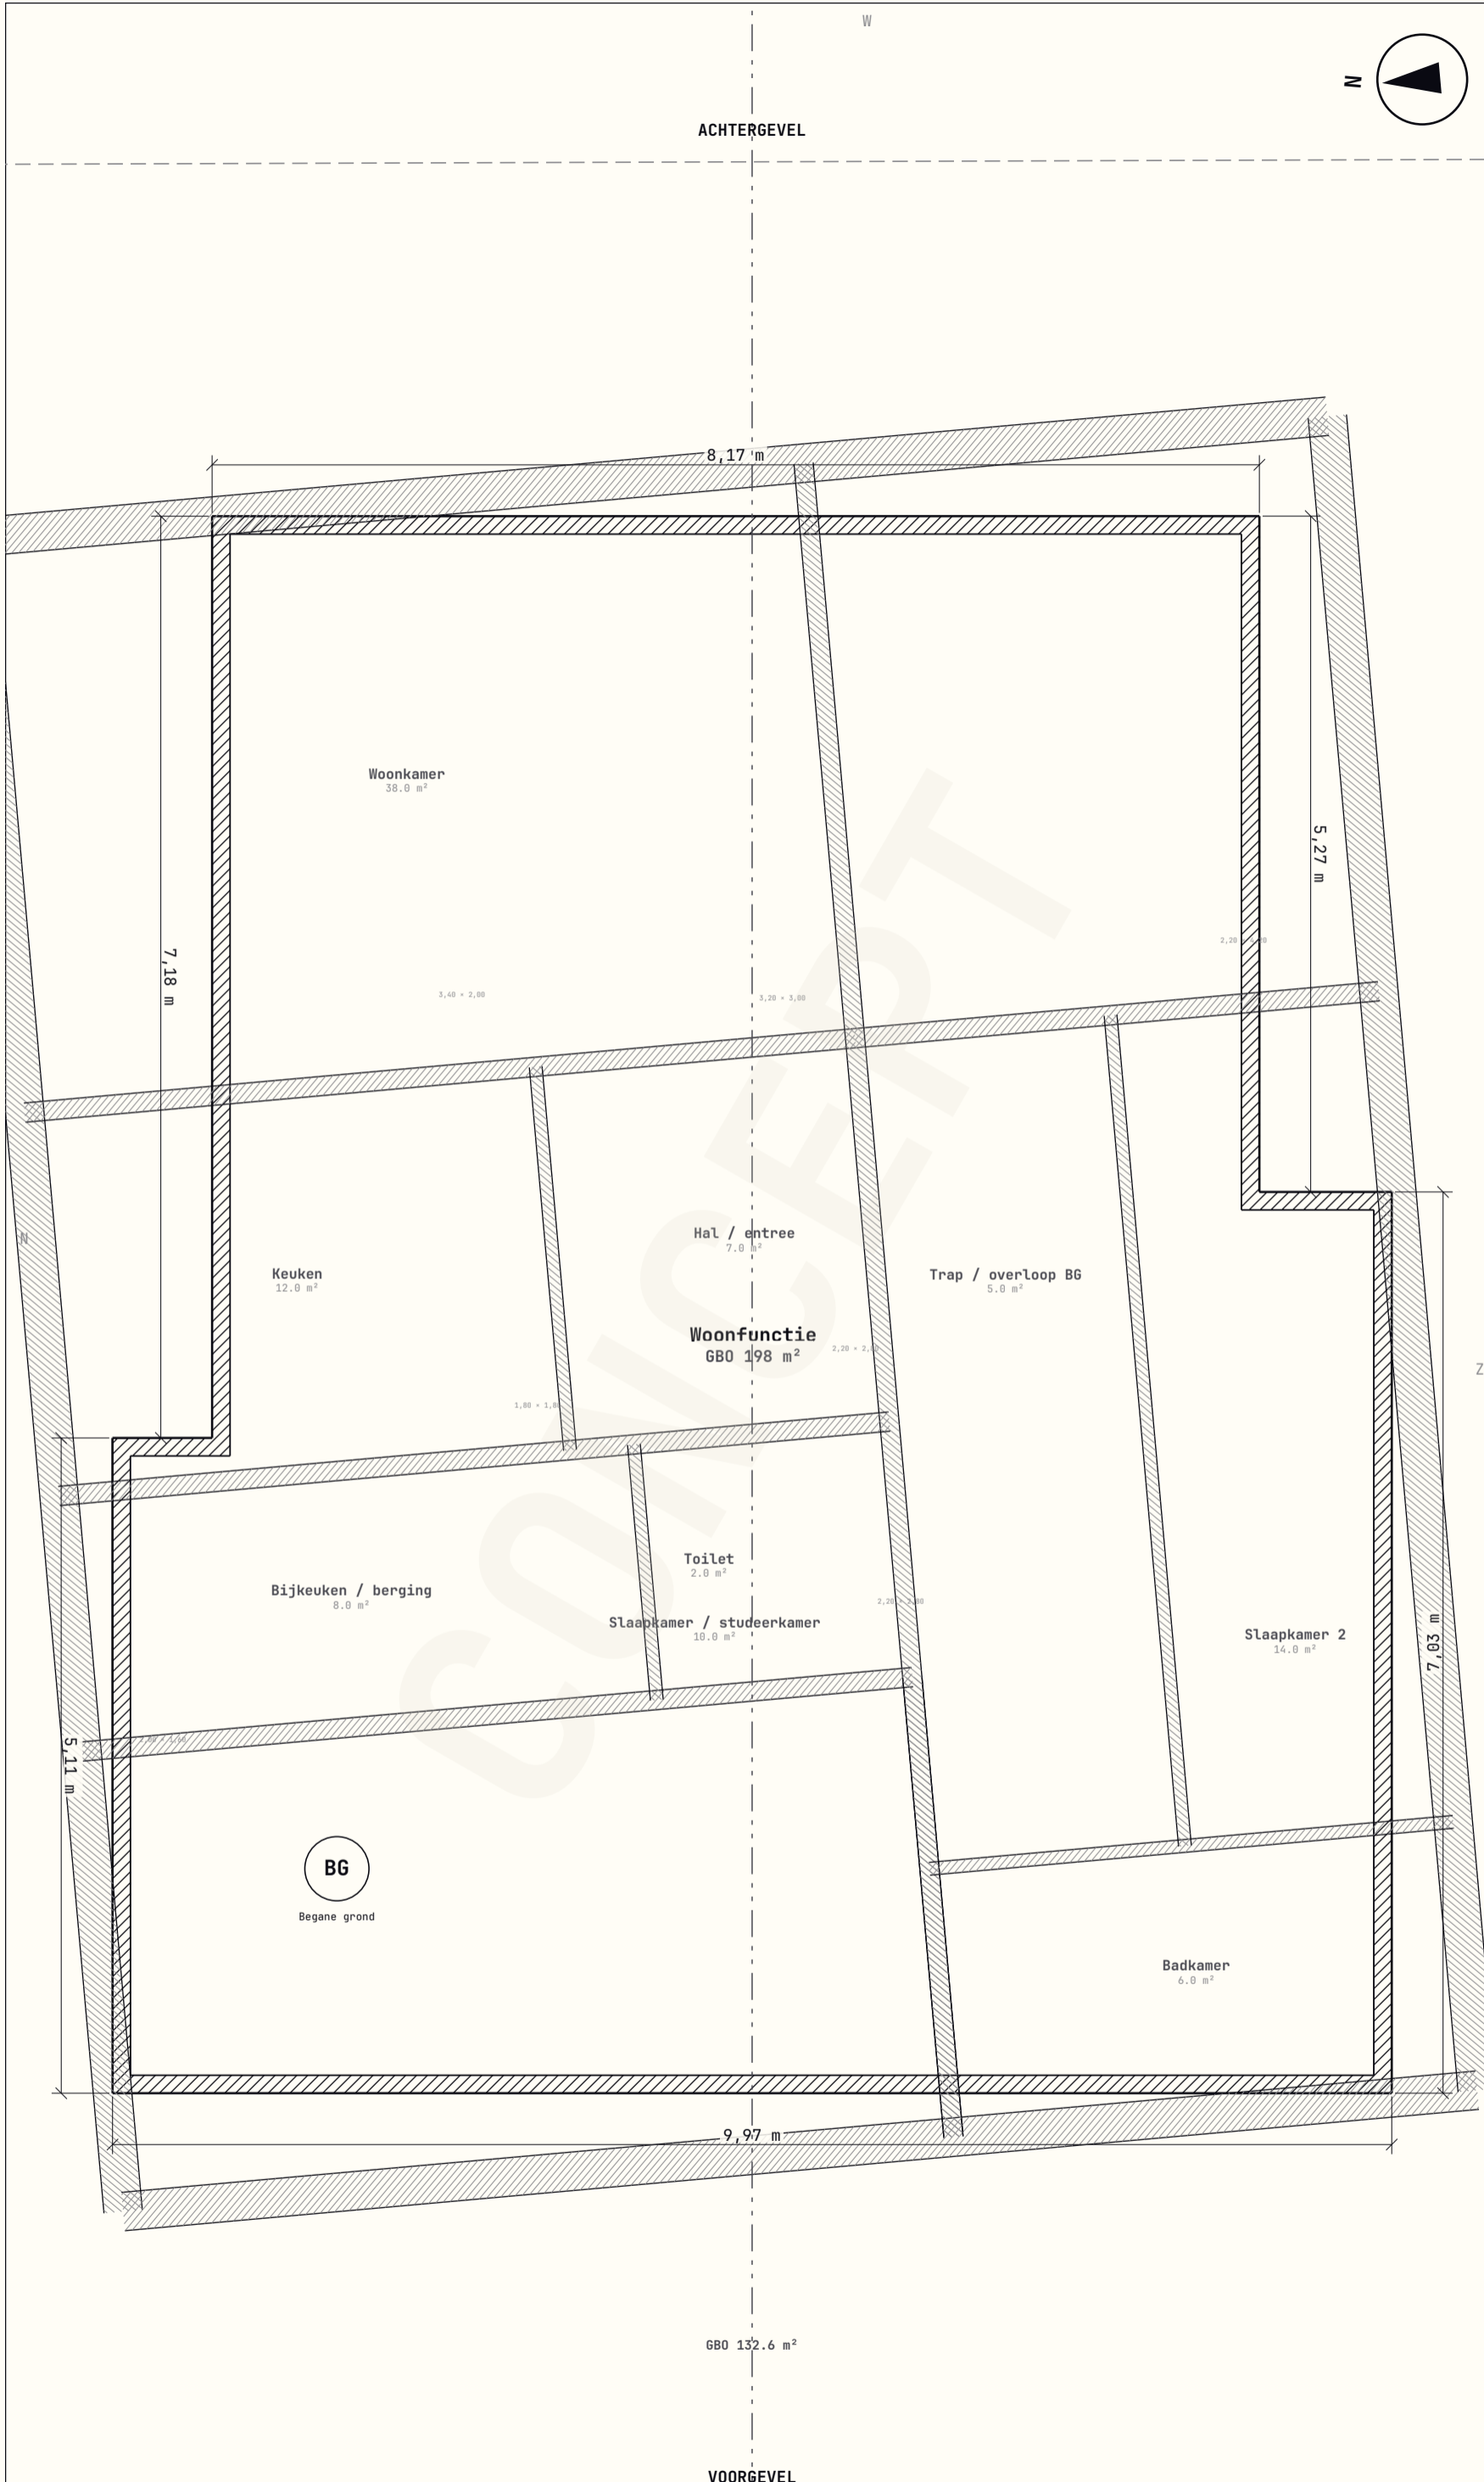 W
N
ACHTERGEVEL
8,17 m
Woonkamer
38.0 m²
5,27 m
7,18 m
3,40 × 2,00
3,20 × 3,00
Hal / entree
7.0 m²
N
Keuken
12.0 m²
Trap / overloop BG
5.0 m²
Woonfunctie
GBO 198 m²
Z
CONCEPT
Toilet
2.0 m²
Bijkeuken / berging
8.0 m²
Slaapkamer / studeerkamer
10.0 m²
Slaapkamer 2
14.0 m²
7,03 m
5,11 m
BG
Begane grond
Badkamer
6.0 m²
9,97 m
GBO 132.6 m²
VOORGEVEL